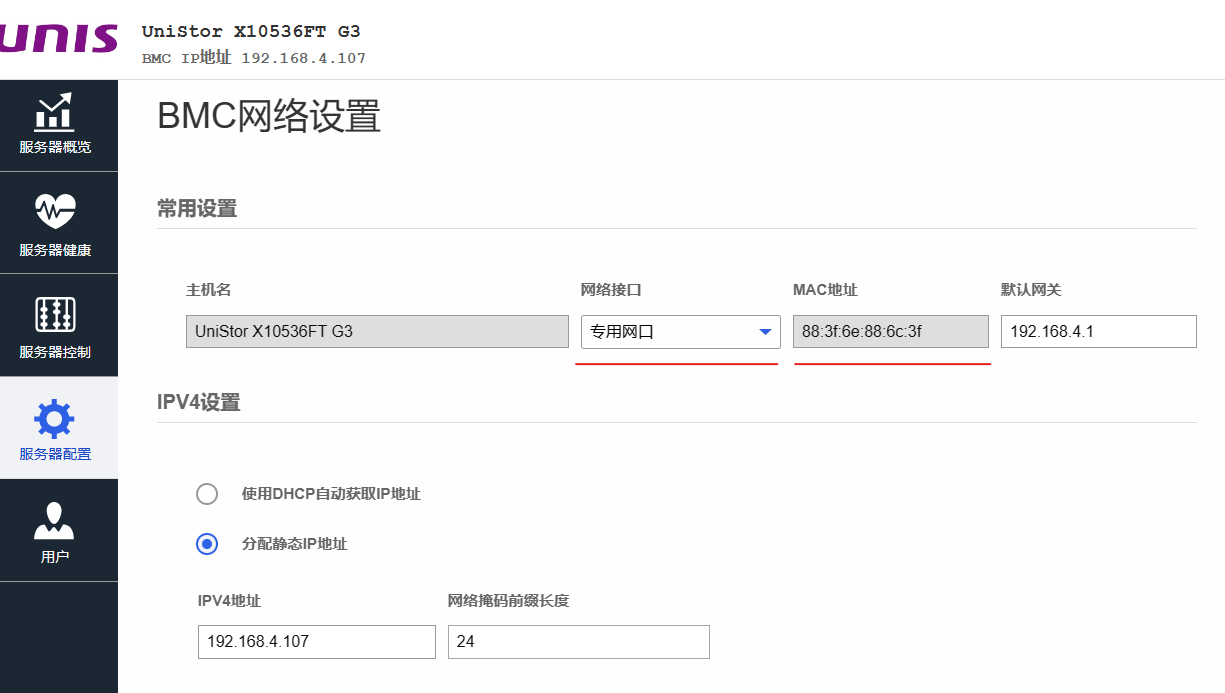 UNIS
UniStor X10536FT G3
BMC IP地址 192.168.4.107
服务器概览
服务器健康
服务器控制
服务器配置
用户
BMC网络设置
常用设置
主机名 网络接口 MAC地址 默认网关
UniStor X10536FT G3 专用网口 88:3f:6e:88:6c:3f 192.168.4.1
IPV4设置
使用DHCP自动获取IP地址
分配静态IP地址
IPV4地址 网络掩码前缀长度
192.168.4.107 24